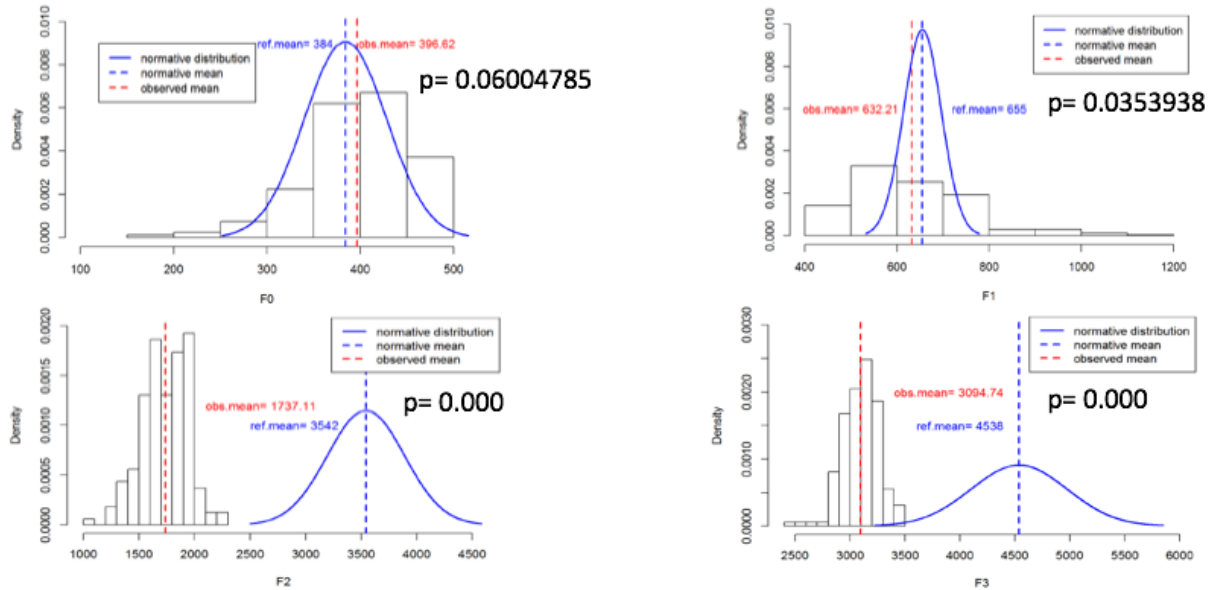 0.010
0.008
0.006
0.004
0.002
0.000
Density
normative distribution
normative mean
observed mean
ref.mean= 384
obs.mean= 396.62
p= 0.06004785
100
200
300
400
500
F0
0.010
0.008
0.006
0.004
0.002
0.000
Density
normative distribution
normative mean
observed mean
obs.mean= 632.21
ref.mean= 655
p= 0.0353938
400
600
800
1000
1200
F1
0.0020
0.0015
0.0010
0.0005
0.0000
Density
normative distribution
normative mean
observed mean
obs.mean= 1737.11
ref.mean= 3542
p= 0.000
1000
1500
2000
2500
3000
3500
4000
4500
F2
0.0030
0.0020
0.0010
0.0000
Density
normative distribution
normative mean
observed mean
obs.mean= 3094.74
ref.mean= 4538
p= 0.000
2500
3000
3500
4000
4500
5000
5500
6000
F3